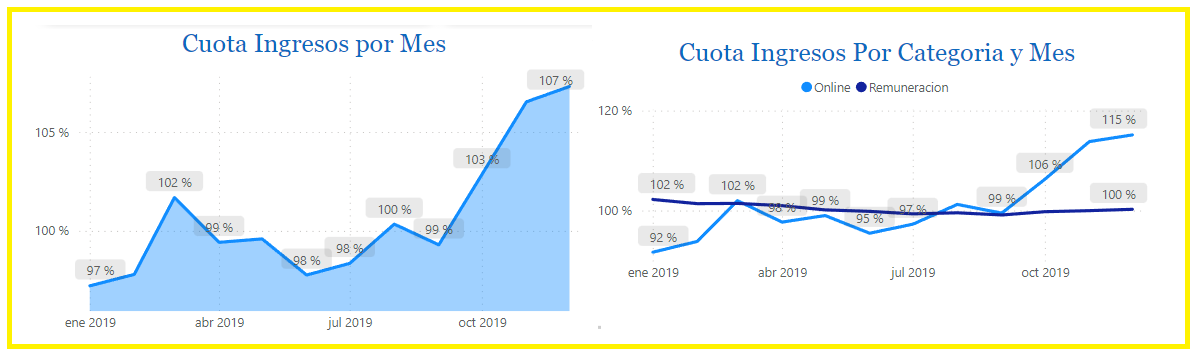 Cuota Ingresos por Mes
107 %
105 %
103 %
102 %
100 %
100 %
99 %
99 %
98 %
98 %
97 %
ene 2019 abr 2019 jul 2019 oct 2019
Cuota Ingresos Por Categoria y Mes
Online Remuneracion
120 %
115 %
106 %
102 % 102 %
99 % 99 % 100 %
98 % 97 %
100 %
95 %
92 %
ene 2019 abr 2019 jul 2019 oct 2019